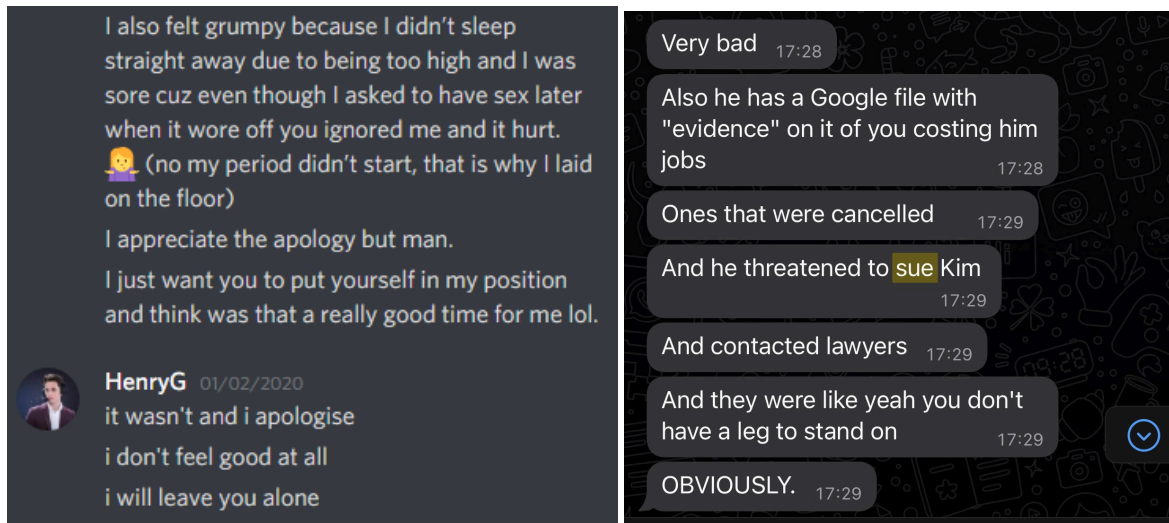 I also felt grumpy because I didn't sleep
straight away due to being too high and I was
sore cuz even though I asked to have sex later
when it wore off you ignored me and it hurt.
🤷‍♀️ (no my period didn't start, that is why I laid
on the floor)
I appreciate the apology but man.
I just want you to put yourself in my position
and think was that a really good time for me lol.
HenryG 01/02/2020
it wasn't and i apologise
i don't feel good at all
i will leave you alone
Very bad 17:28
Also he has a Google file with
"evidence" on it of you costing him
jobs 17:28
Ones that were cancelled 17:29
And he threatened to sue Kim
17:29
And contacted lawyers 17:29
And they were like yeah you don't
have a leg to stand on 17:29
OBVIOUSLY. 17:29